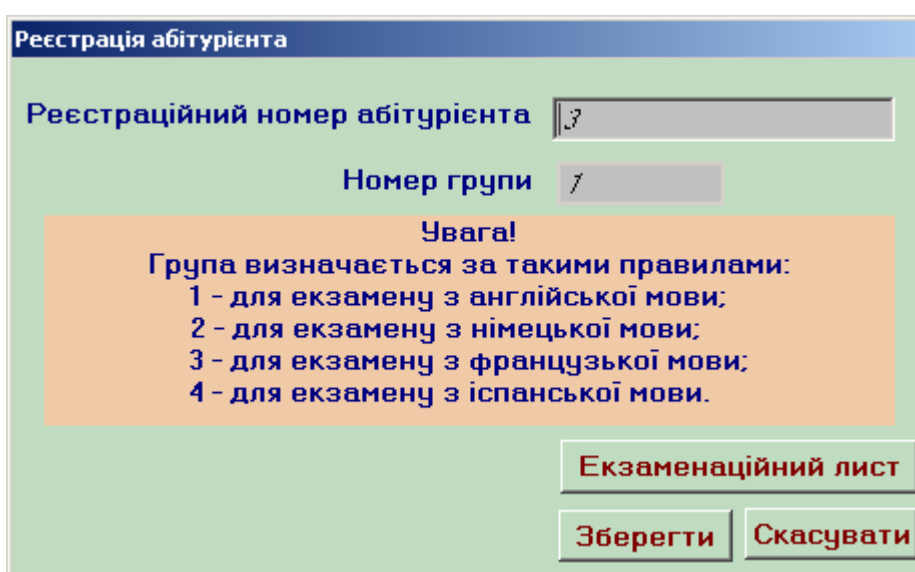 Реєстрація абітурієнта
Реєстраційний номер абітурієнта 3
Номер групи 1
Увага!
Група визначається за такими правилами:
1 - для екзамену з англійської мови;
2 - для екзамену з німецької мови;
3 - для екзамену з французької мови;
4 - для екзамену з іспанської мови.
Екзаменаційний лист
Зберегти Скасувати